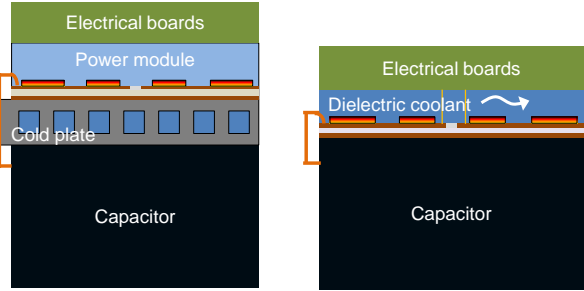 Electrical boards
Power module
Cold plate
Capacitor
Electrical boards
Dielectric coolant
Capacitor